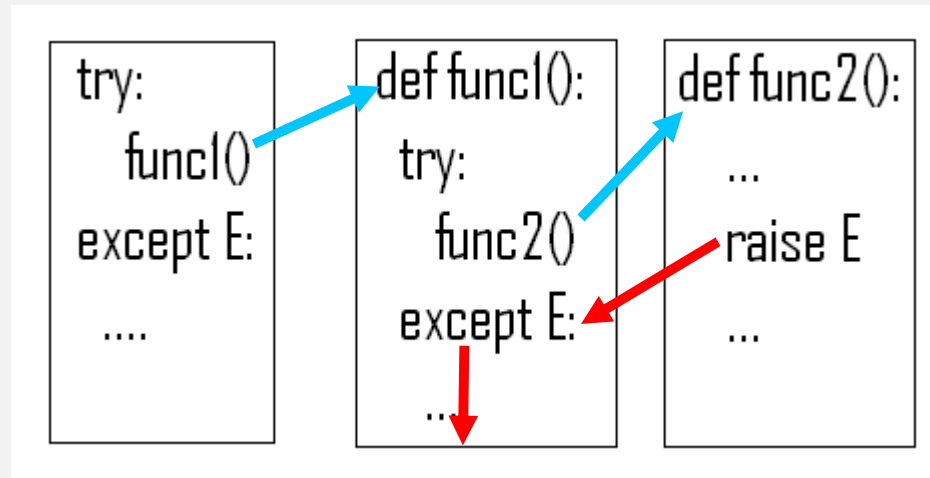 try:
func1()
except E:
....
def func1():
try:
func2()
except E:
...
def func2():
...
raise E
...